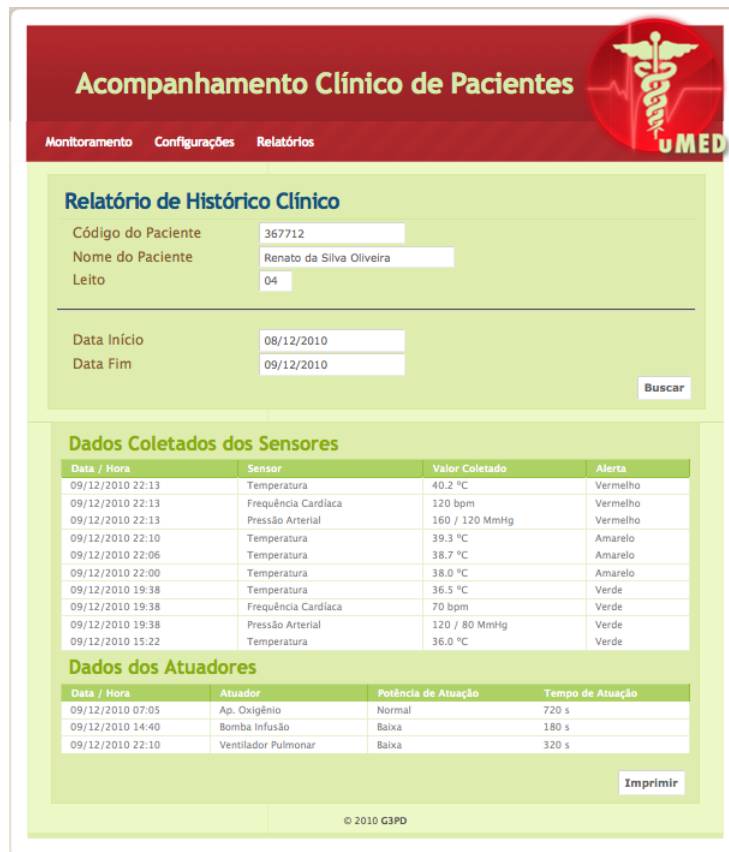 Acompanhamento Clínico de Pacientes
uMED
Monitoramento Configurações Relatórios
Relatório de Histórico Clínico
Código do Paciente 367712
Nome do Paciente Renato da Silva Oliveira
Leito 04
Data Início 08/12/2010
Data Fim 09/12/2010
Buscar
Dados Coletados dos Sensores
Data / Hora Sensor Valor Coletado Alerta
09/12/2010 22:13 Temperatura 40.2 ºC Vermelho
09/12/2010 22:13 Frequência Cardíaca 120 bpm Vermelho
09/12/2010 22:13 Pressão Arterial 160 / 120 MmHg Vermelho
09/12/2010 22:10 Temperatura 39.3 ºC Amarelo
09/12/2010 22:06 Temperatura 38.7 ºC Amarelo
09/12/2010 22:00 Temperatura 38.0 ºC Amarelo
09/12/2010 19:38 Temperatura 36.5 ºC Verde
09/12/2010 19:38 Frequência Cardíaca 70 bpm Verde
09/12/2010 19:38 Pressão Arterial 120 / 80 MmHg Verde
09/12/2010 15:22 Temperatura 36.0 ºC Verde
Dados dos Atuadores
Data / Hora Atuador Potência de Atuação Tempo de Atuação
09/12/2010 07:05 Ap. Oxigênio Normal 720 s
09/12/2010 14:40 Bomba Infusão Baixa 180 s
09/12/2010 22:10 Ventilador Pulmonar Baixa 320 s
Imprimir
© 2010 G3PD